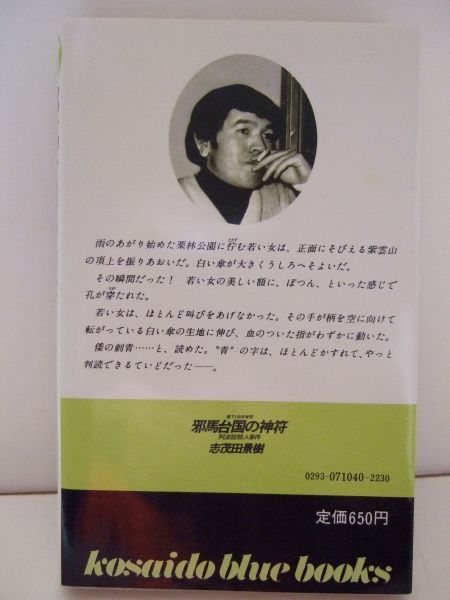 雨のあがり始めた栗林公園に佇む若い女は、正面にそびえる紫雲山
の頂上を振りあおいだ。白い傘が大きくうしろへそよいだ。
その瞬間だった！　若い女の美しい額に、ぽつん、といった感じで
孔が穿たれた。
若い女は、ほとんど叫びをあげなかった。その手が柄を空に向けて
転がっている白い傘の生地に伸び、血のついた指がわずかに動いた。
倭の刺青……と、読めた。“青”の字は、ほとんどかすれて、やっと
判読できるていどだった——。
邪馬台国の神符
阿波踊殺人事件
志茂田景樹
0293-071040-2230
定価650円
kosaido blue books